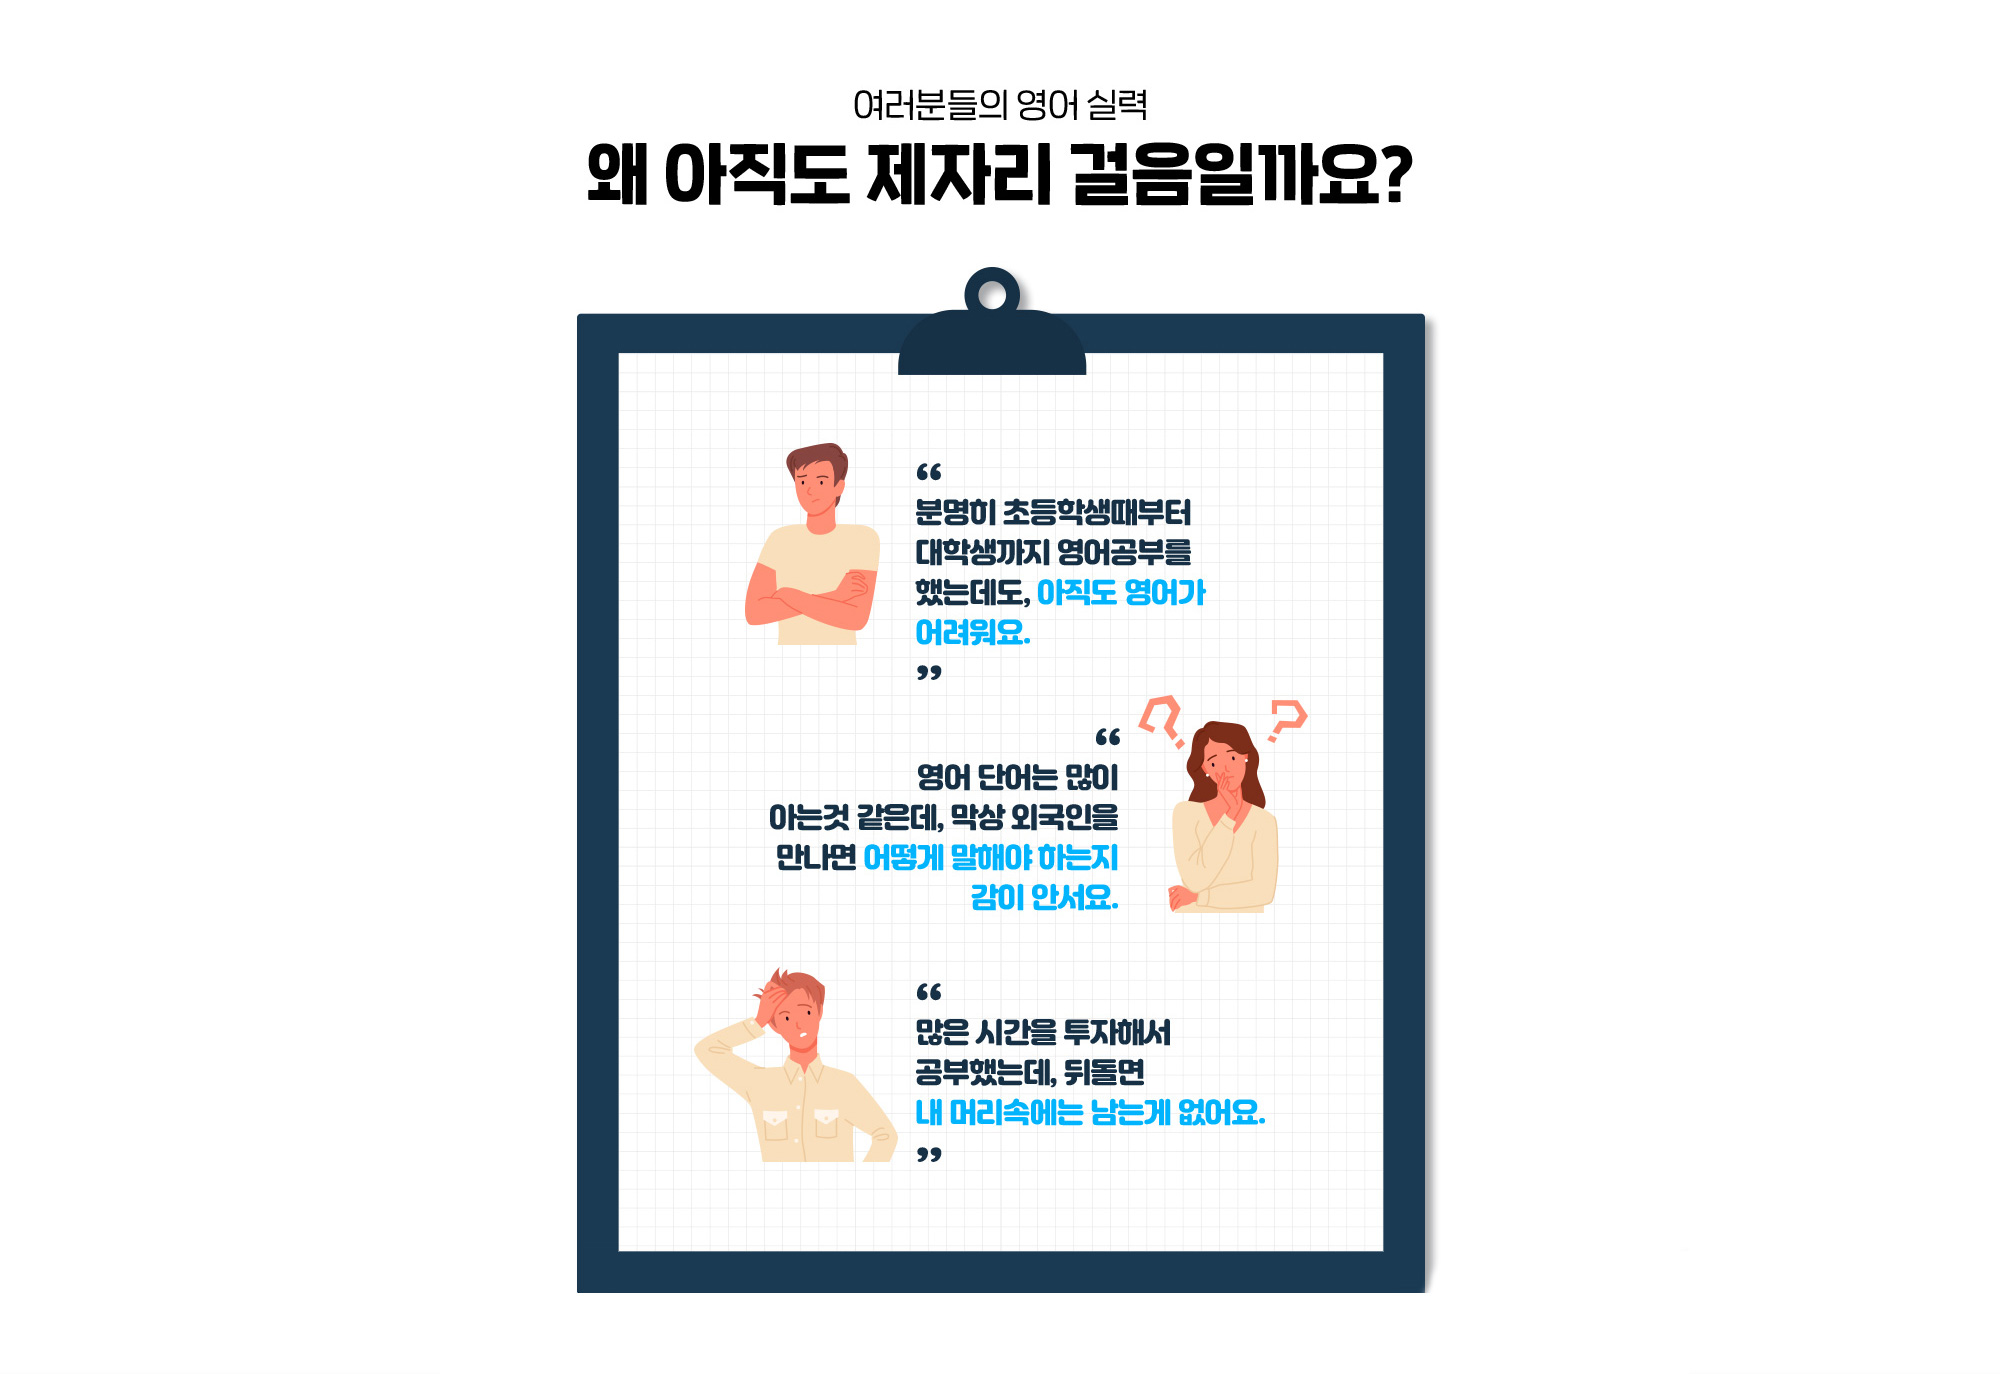 여러분들의 영어 실력
왜 아직도 제자리 걸음일까요?
“
분명히 초등학생때부터
대학생까지 영어공부를
했는데도, 아직도 영어가
어려워요.
”
“
영어 단어는 많이
아는것 같은데, 막상 외국인을
만나면 어떻게 말해야 하는지
감이 안서요.
“
많은 시간을 투자해서
공부했는데, 뒤돌면
내 머리속에는 남는게 없어요.
”